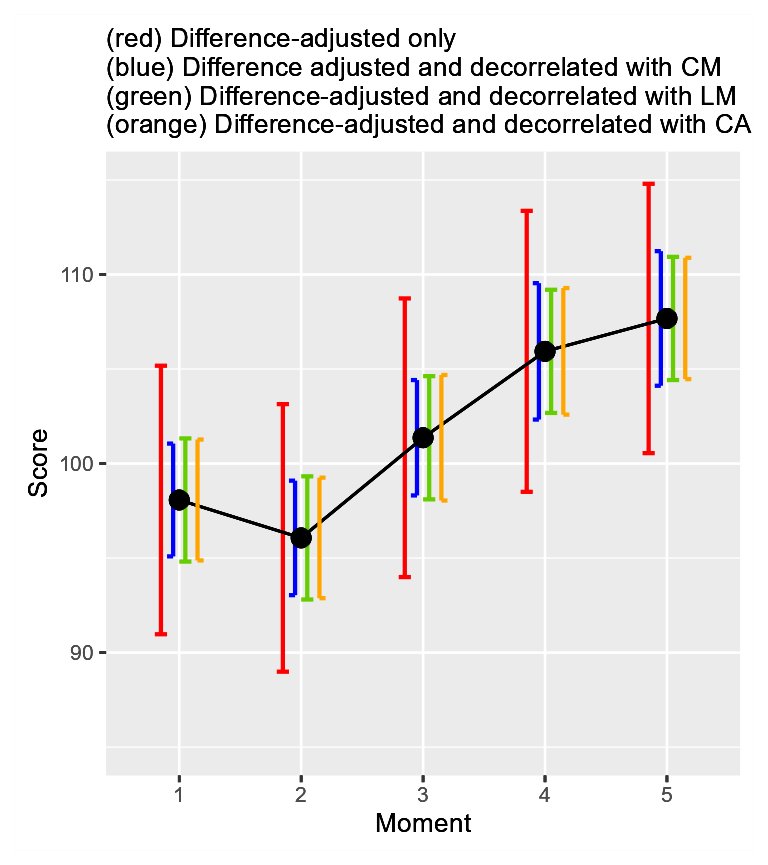 (red) Difference-adjusted only
(blue) Difference adjusted and decorrelated with CM
(green) Difference-adjusted and decorrelated with LM
(orange) Difference-adjusted and decorrelated with CA
110
100
90
Score
1 2 3 4 5
Moment